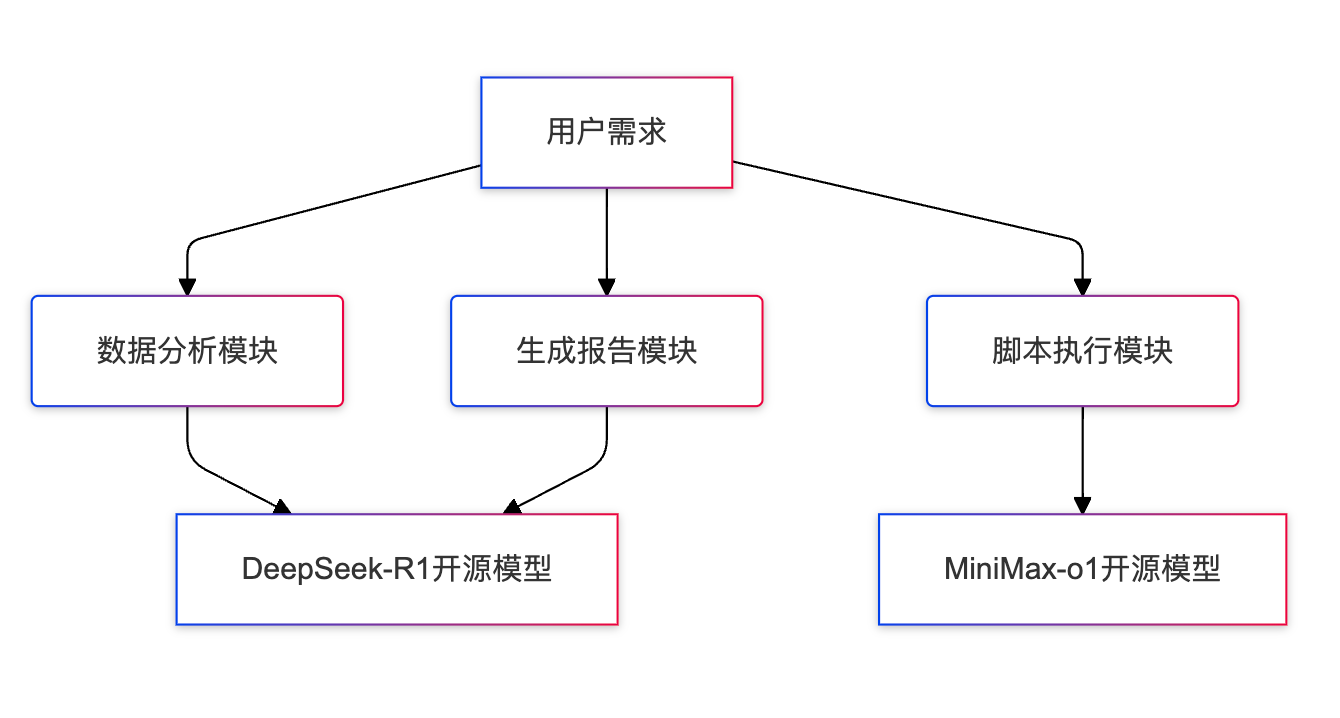 用户需求
数据分析模块
生成报告模块
脚本执行模块
DeepSeek-R1开源模型
MiniMax-o1开源模型